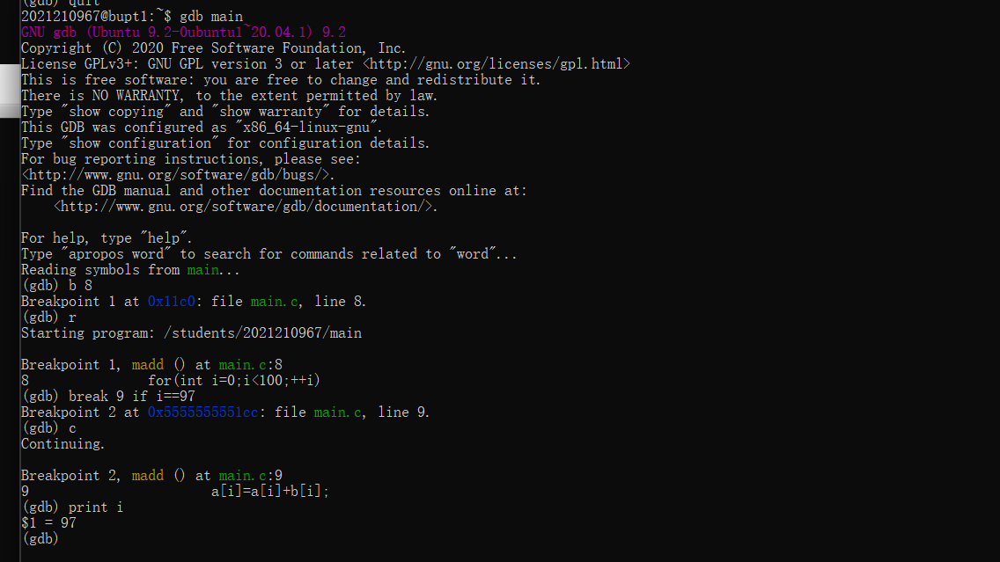 (gdb) quit
2021210967@bupt1:~$ gdb main
GNU gdb (Ubuntu 9.2-0ubuntu1~20.04.1) 9.2
Copyright (C) 2020 Free Software Foundation, Inc.
License GPLv3+: GNU GPL version 3 or later <http://gnu.org/licenses/gpl.html>
This is free software: you are free to change and redistribute it.
There is NO WARRANTY, to the extent permitted by law.
Type "show copying" and "show warranty" for details.
This GDB was configured as "x86_64-linux-gnu".
Type "show configuration" for configuration details.
For bug reporting instructions, please see:
<http://www.gnu.org/software/gdb/bugs/>.
Find the GDB manual and other documentation resources online at:
    <http://www.gnu.org/software/gdb/documentation/>.
For help, type "help".
Type "apropos word" to search for commands related to "word"...
Reading symbols from main...
(gdb) b 8
Breakpoint 1 at 0x11c0: file main.c, line 8.
(gdb) r
Starting program: /students/2021210967/main
Breakpoint 1, madd () at main.c:8
8               for(int i=0;i<100;++i)
(gdb) break 9 if i==97
Breakpoint 2 at 0x5555555551cc: file main.c, line 9.
(gdb) c
Continuing.
Breakpoint 2, madd () at main.c:9
9                       a[i]=a[i]+b[i];
(gdb) print i
$1 = 97
(gdb)